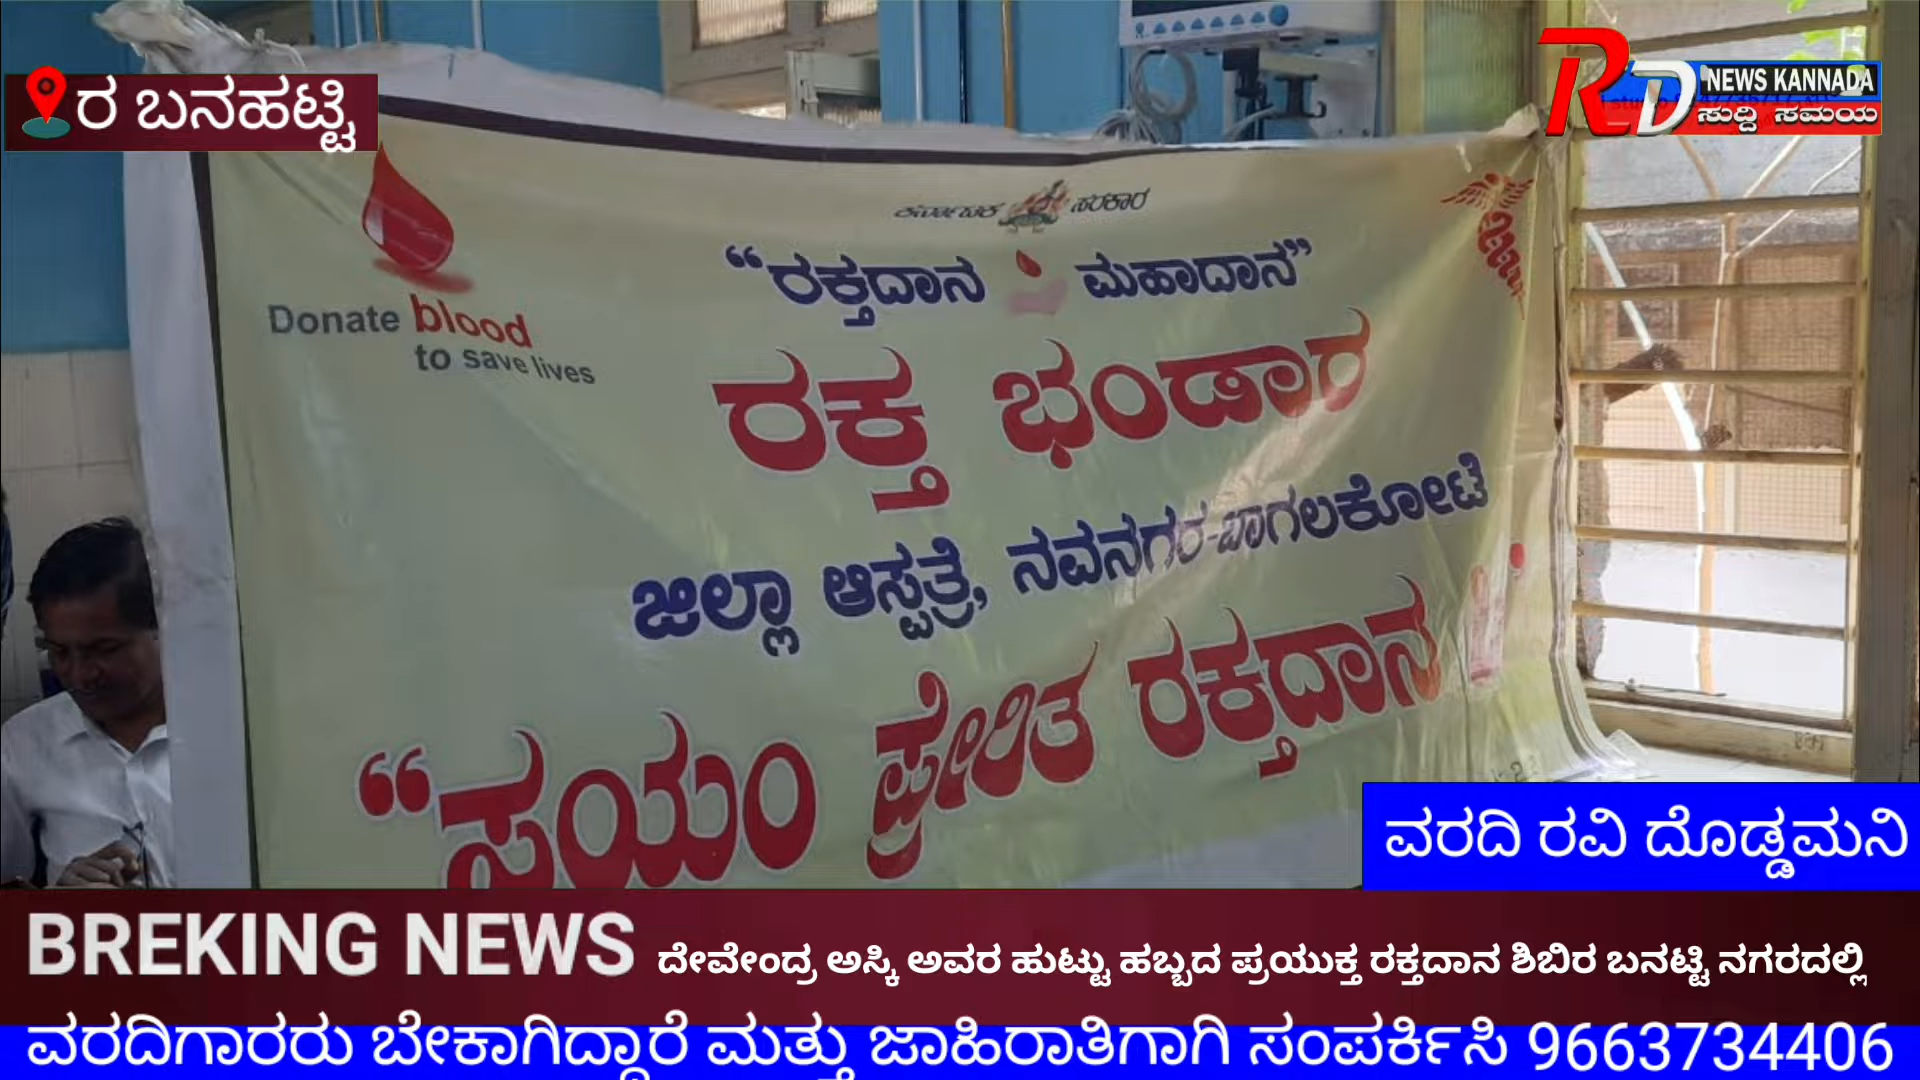 ರ ಬನಹಟ್ಟಿ
RD NEWS KANNADA
ಸುದ್ದಿ ಸಮಯ
ಕರ್ನಾಟಕ ಸರಕಾರ
“ರಕ್ತದಾನ ಮಹಾದಾನ”
Donate blood
to save lives
ರಕ್ತ ಭಂಡಾರ
ಜಿಲ್ಲಾ ಆಸ್ಪತ್ರೆ, ನವನಗರ-ಬಾಗಲಕೋಟೆ
“ಸ್ವಯಂ ಪ್ರೇರಿತ ರಕ್ತದಾನ
ವರದಿ ರವಿ ದೊಡ್ಡಮನಿ
BREKING NEWS ದೇವೇಂದ್ರ ಅಸ್ಕಿ ಅವರ ಹುಟ್ಟು ಹಬ್ಬದ ಪ್ರಯುಕ್ತ ರಕ್ತದಾನ ಶಿಬಿರ ಬನಟ್ಟಿ ನಗರದಲ್ಲಿ
ವರದಿಗಾರರು ಬೇಕಾಗಿದ್ದಾರೆ ಮತ್ತು ಜಾಹಿರಾತಿಗಾಗಿ ಸಂಪರ್ಕಿಸಿ 9663734406